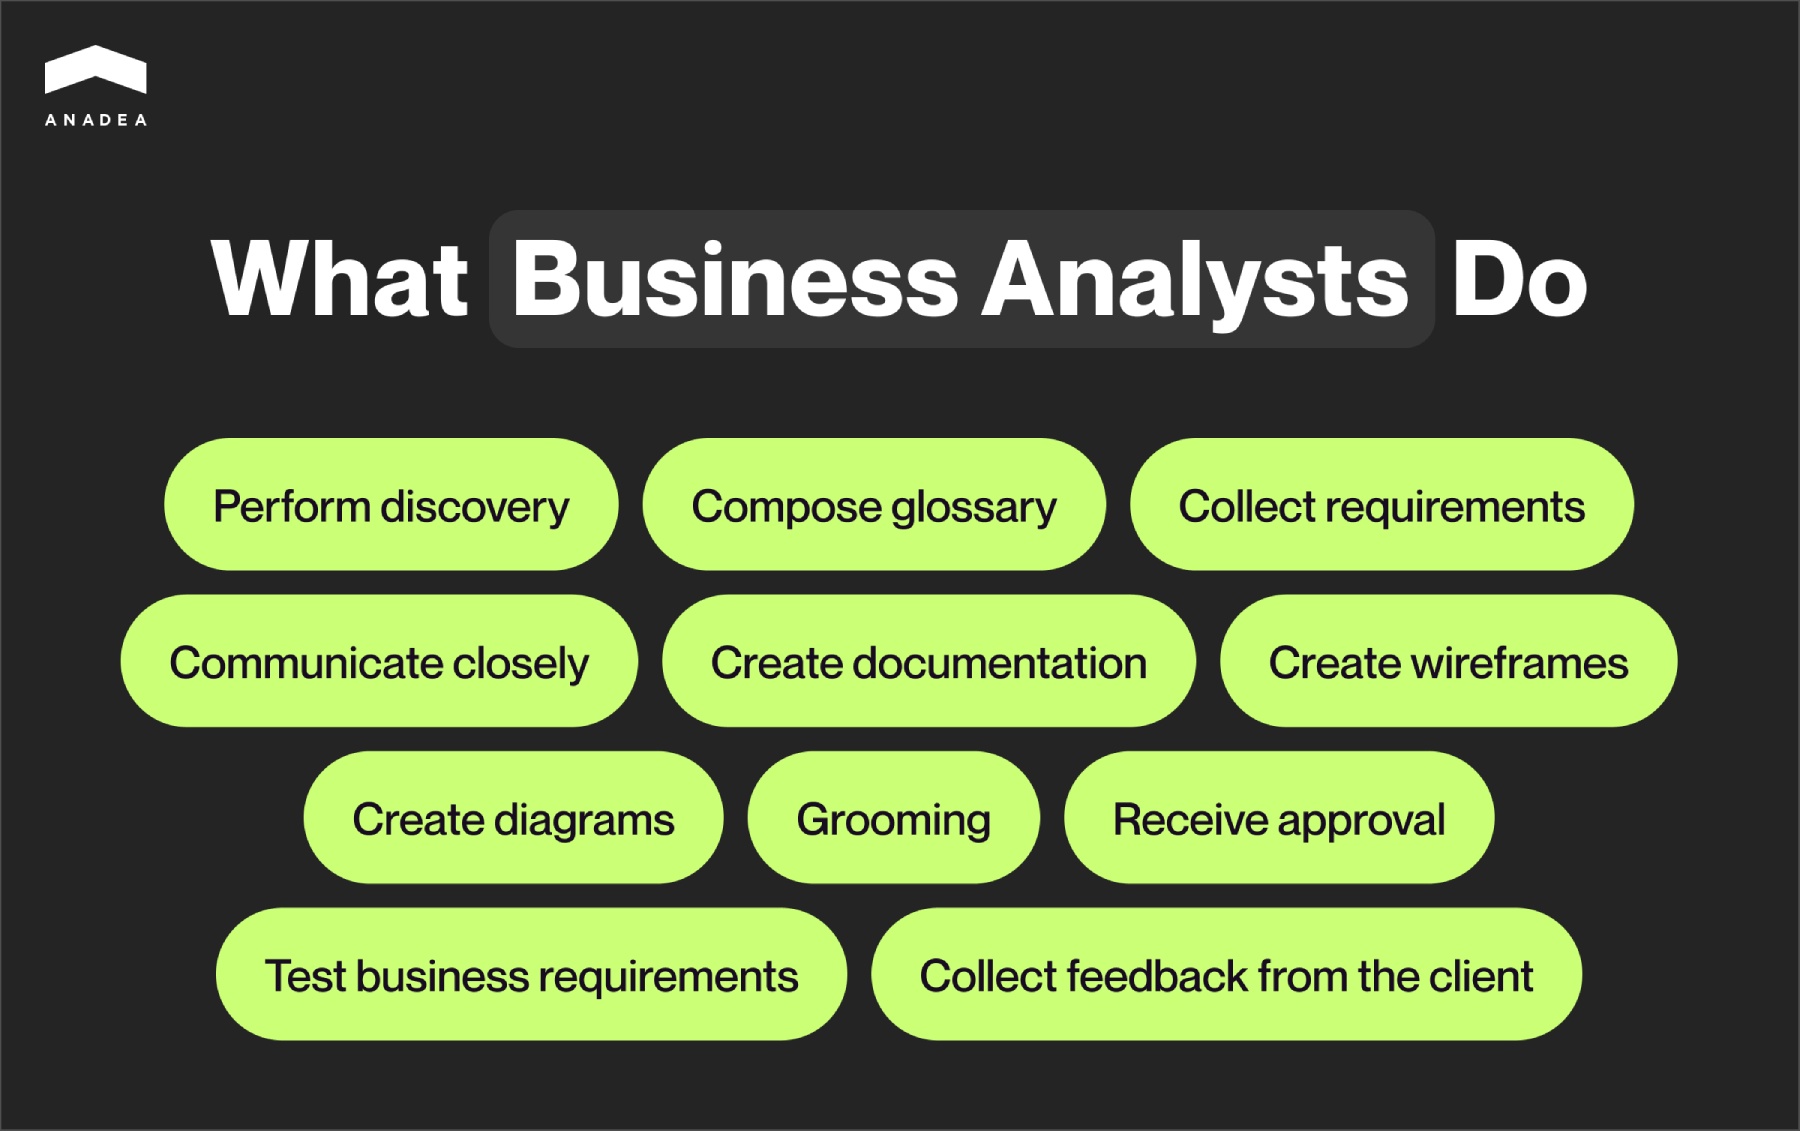 ANADEA
What Business Analysts Do
Perform discovery
Compose glossary
Collect requirements
Communicate closely
Create documentation
Create wireframes
Create diagrams
Grooming
Receive approval
Test business requirements
Collect feedback from the client